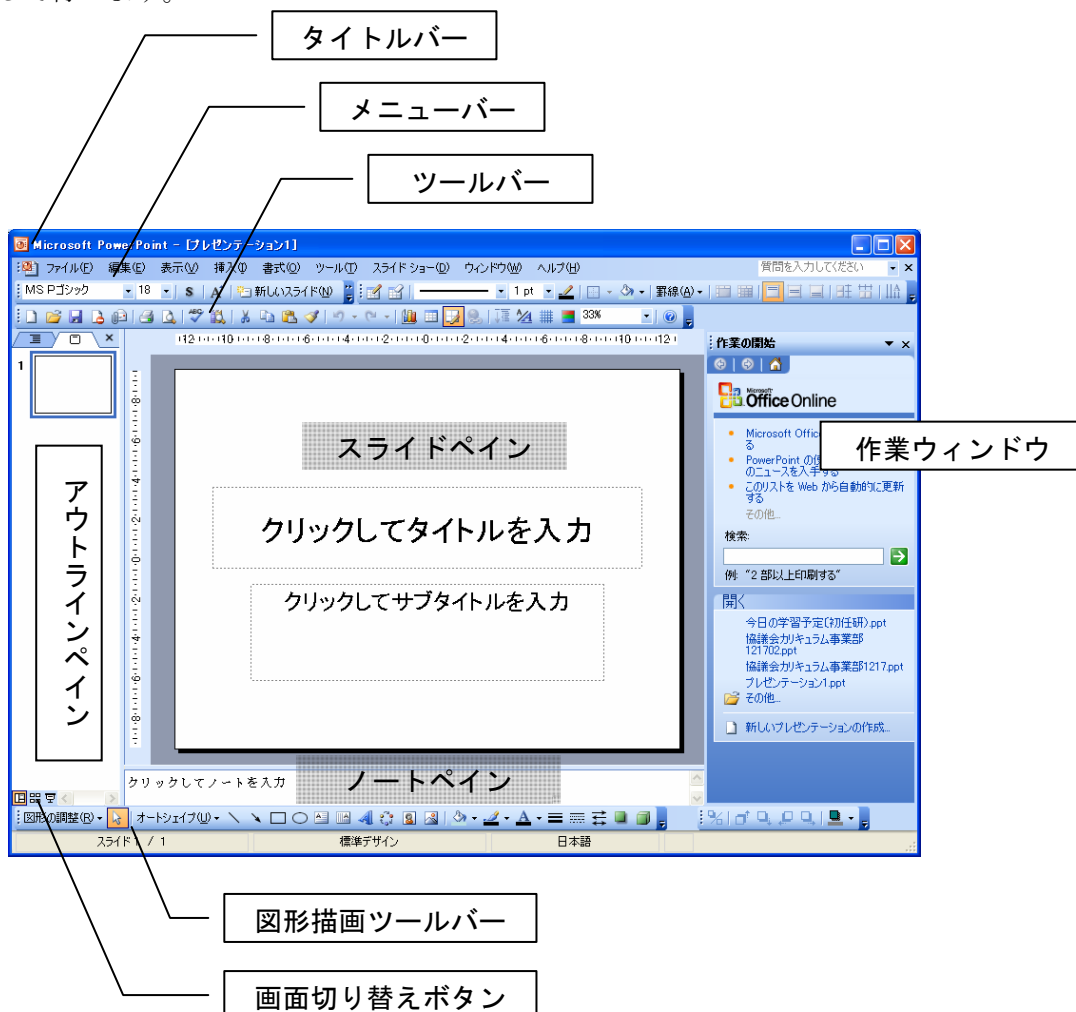 タイトルバー
メニューバー
ツールバー
Microsoft PowerPoint - [プレゼンテーション1]
ファイル(F) 編集(E) 表示(V) 挿入(I) 書式(O) ツール(T) スライド ショー(D) ウィンドウ(W) ヘルプ(H) 質問を入力してください
MS Pゴシック 18 S A 新しいスライド(N) 1 pt 罫線(A)
33%
12 10 8 6 4 2 0 2 4 6 8 10 12
作業の開始
1
Microsoft Office Online
スライドペイン
作業ウィンドウ
Microsoft Offic
る
PowerPoint の
のニュースを入手する
このリストを Web から自動的に更新
する
その他...
アウトラインペイン
クリックしてタイトルを入力
検索:
例: "2 部以上印刷する"
クリックしてサブタイトルを入力
開く
今日の学習予定(初任研).ppt
協議会カリキュラム事業部
121702.ppt
協議会カリキュラム事業部1217.ppt
プレゼンテーション1.ppt
その他...
新しいプレゼンテーションの作成...
クリックしてノートを入力
ノートペイン
図形の調整(R) オートシェイプ(U)
スライド 1 / 1 標準デザイン 日本語
図形描画ツールバー
画面切り替えボタン